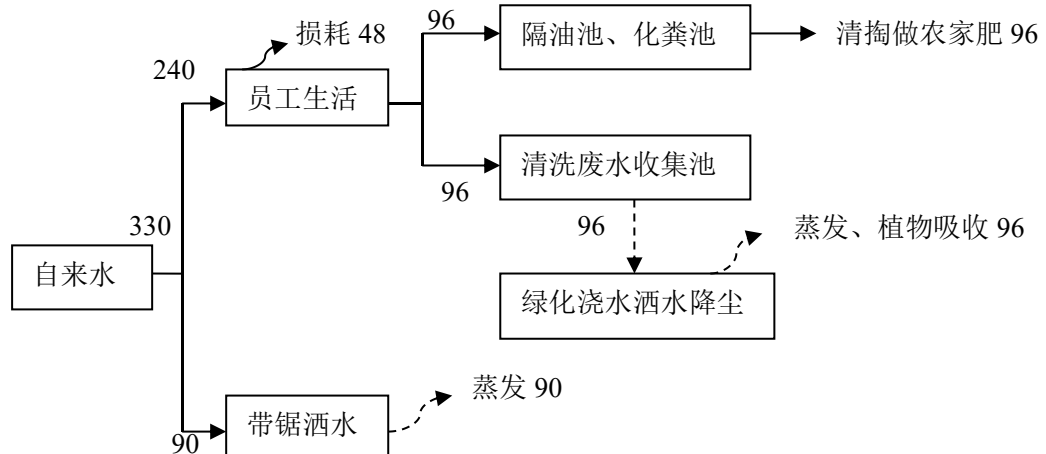 损耗 48
96
隔油池、化粪池
清掏做农家肥 96
240
员工生活
清洗废水收集池
96
330
96
蒸发、植物吸收 96
自来水
绿化浇水洒水降尘
蒸发 90
带锯洒水
90